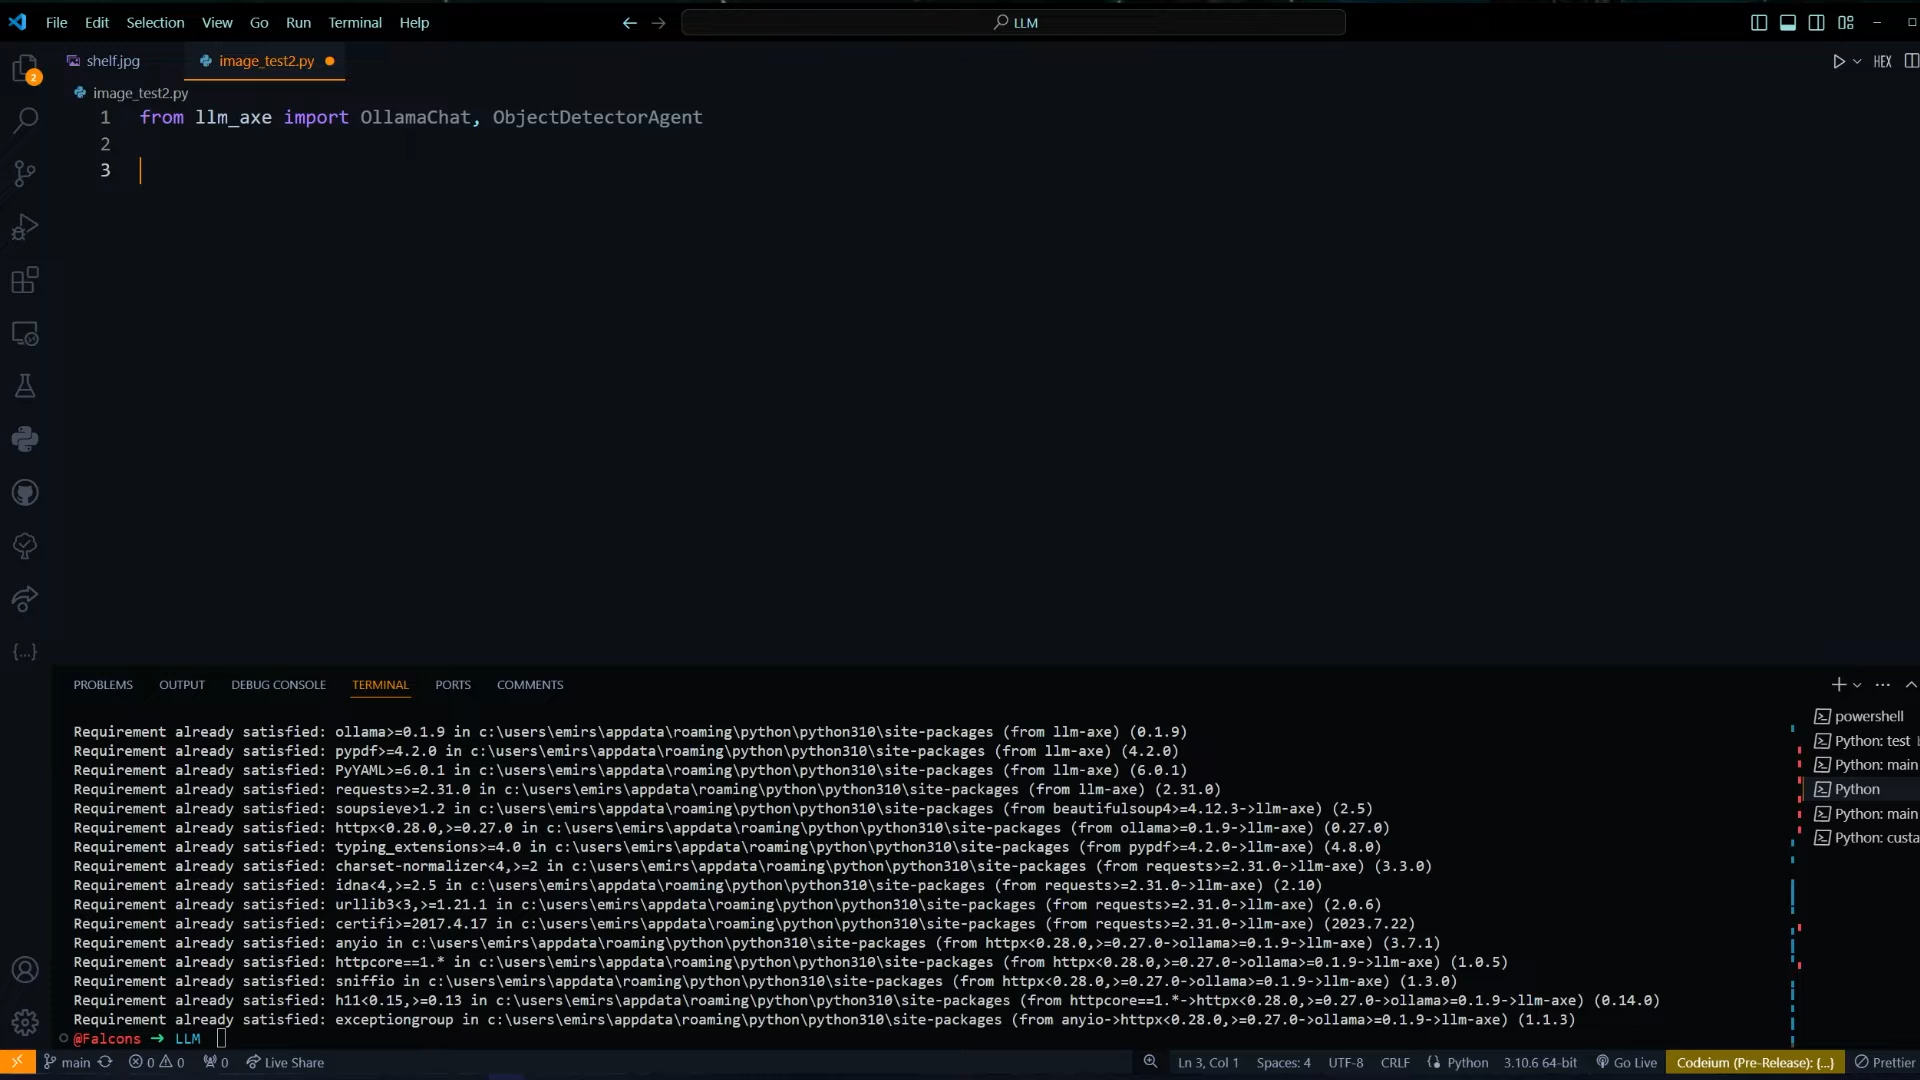 File Edit Selection View Go Run Terminal Help
LLM
2
shelf.jpg image_test2.py
HEX
image_test2.py
1 from llm_axe import OllamaChat, ObjectDetectorAgent
2
3
PROBLEMS OUTPUT DEBUG CONSOLE TERMINAL PORTS COMMENTS
Requirement already satisfied: ollama>=0.1.9 in c:\users\emirs\appdata\roaming\python\python310\site-packages (from llm-axe) (0.1.9)
Requirement already satisfied: pypdf>=4.2.0 in c:\users\emirs\appdata\roaming\python\python310\site-packages (from llm-axe) (4.2.0)
Requirement already satisfied: PyYAML>=6.0.1 in c:\users\emirs\appdata\roaming\python\python310\site-packages (from llm-axe) (6.0.1)
Requirement already satisfied: requests>=2.31.0 in c:\users\emirs\appdata\roaming\python\python310\site-packages (from llm-axe) (2.31.0)
Requirement already satisfied: soupsieve>1.2 in c:\users\emirs\appdata\roaming\python\python310\site-packages (from beautifulsoup4>=4.12.3->llm-axe) (2.5)
Requirement already satisfied: httpx<0.28.0,>=0.27.0 in c:\users\emirs\appdata\roaming\python\python310\site-packages (from ollama>=0.1.9->llm-axe) (0.27.0)
Requirement already satisfied: typing_extensions>=4.0 in c:\users\emirs\appdata\roaming\python\python310\site-packages (from pypdf>=4.2.0->llm-axe) (4.8.0)
Requirement already satisfied: charset-normalizer<4,>=2 in c:\users\emirs\appdata\roaming\python\python310\site-packages (from requests>=2.31.0->llm-axe) (3.3.0)
Requirement already satisfied: idna<4,>=2.5 in c:\users\emirs\appdata\roaming\python\python310\site-packages (from requests>=2.31.0->llm-axe) (2.10)
Requirement already satisfied: urllib3<3,>=1.21.1 in c:\users\emirs\appdata\roaming\python\python310\site-packages (from requests>=2.31.0->llm-axe) (2.0.6)
Requirement already satisfied: certifi>=2017.4.17 in c:\users\emirs\appdata\roaming\python\python310\site-packages (from requests>=2.31.0->llm-axe) (2023.7.22)
Requirement already satisfied: anyio in c:\users\emirs\appdata\roaming\python\python310\site-packages (from httpx<0.28.0,>=0.27.0->ollama>=0.1.9->llm-axe) (3.7.1)
Requirement already satisfied: httpcore==1.* in c:\users\emirs\appdata\roaming\python\python310\site-packages (from httpx<0.28.0,>=0.27.0->ollama>=0.1.9->llm-axe) (1.0.5)
Requirement already satisfied: sniffio in c:\users\emirs\appdata\roaming\python\python310\site-packages (from httpx<0.28.0,>=0.27.0->ollama>=0.1.9->llm-axe) (1.3.0)
Requirement already satisfied: h11<0.15,>=0.13 in c:\users\emirs\appdata\roaming\python\python310\site-packages (from httpcore==1.*->httpx<0.28.0,>=0.27.0->ollama>=0.1.9->llm-axe) (0.14.0)
Requirement already satisfied: exceptiongroup in c:\users\emirs\appdata\roaming\python\python310\site-packages (from anyio->httpx<0.28.0,>=0.27.0->ollama>=0.1.9->llm-axe) (1.1.3)
@Falcons → LLM
powershell
Python: test
Python: main
Python
Python: main
Python: custa
main 0 0 0 Live Share Ln 3, Col 1 Spaces: 4 UTF-8 CRLF Python 3.10.6 64-bit Go Live Codeium (Pre-Release): {...} Prettier